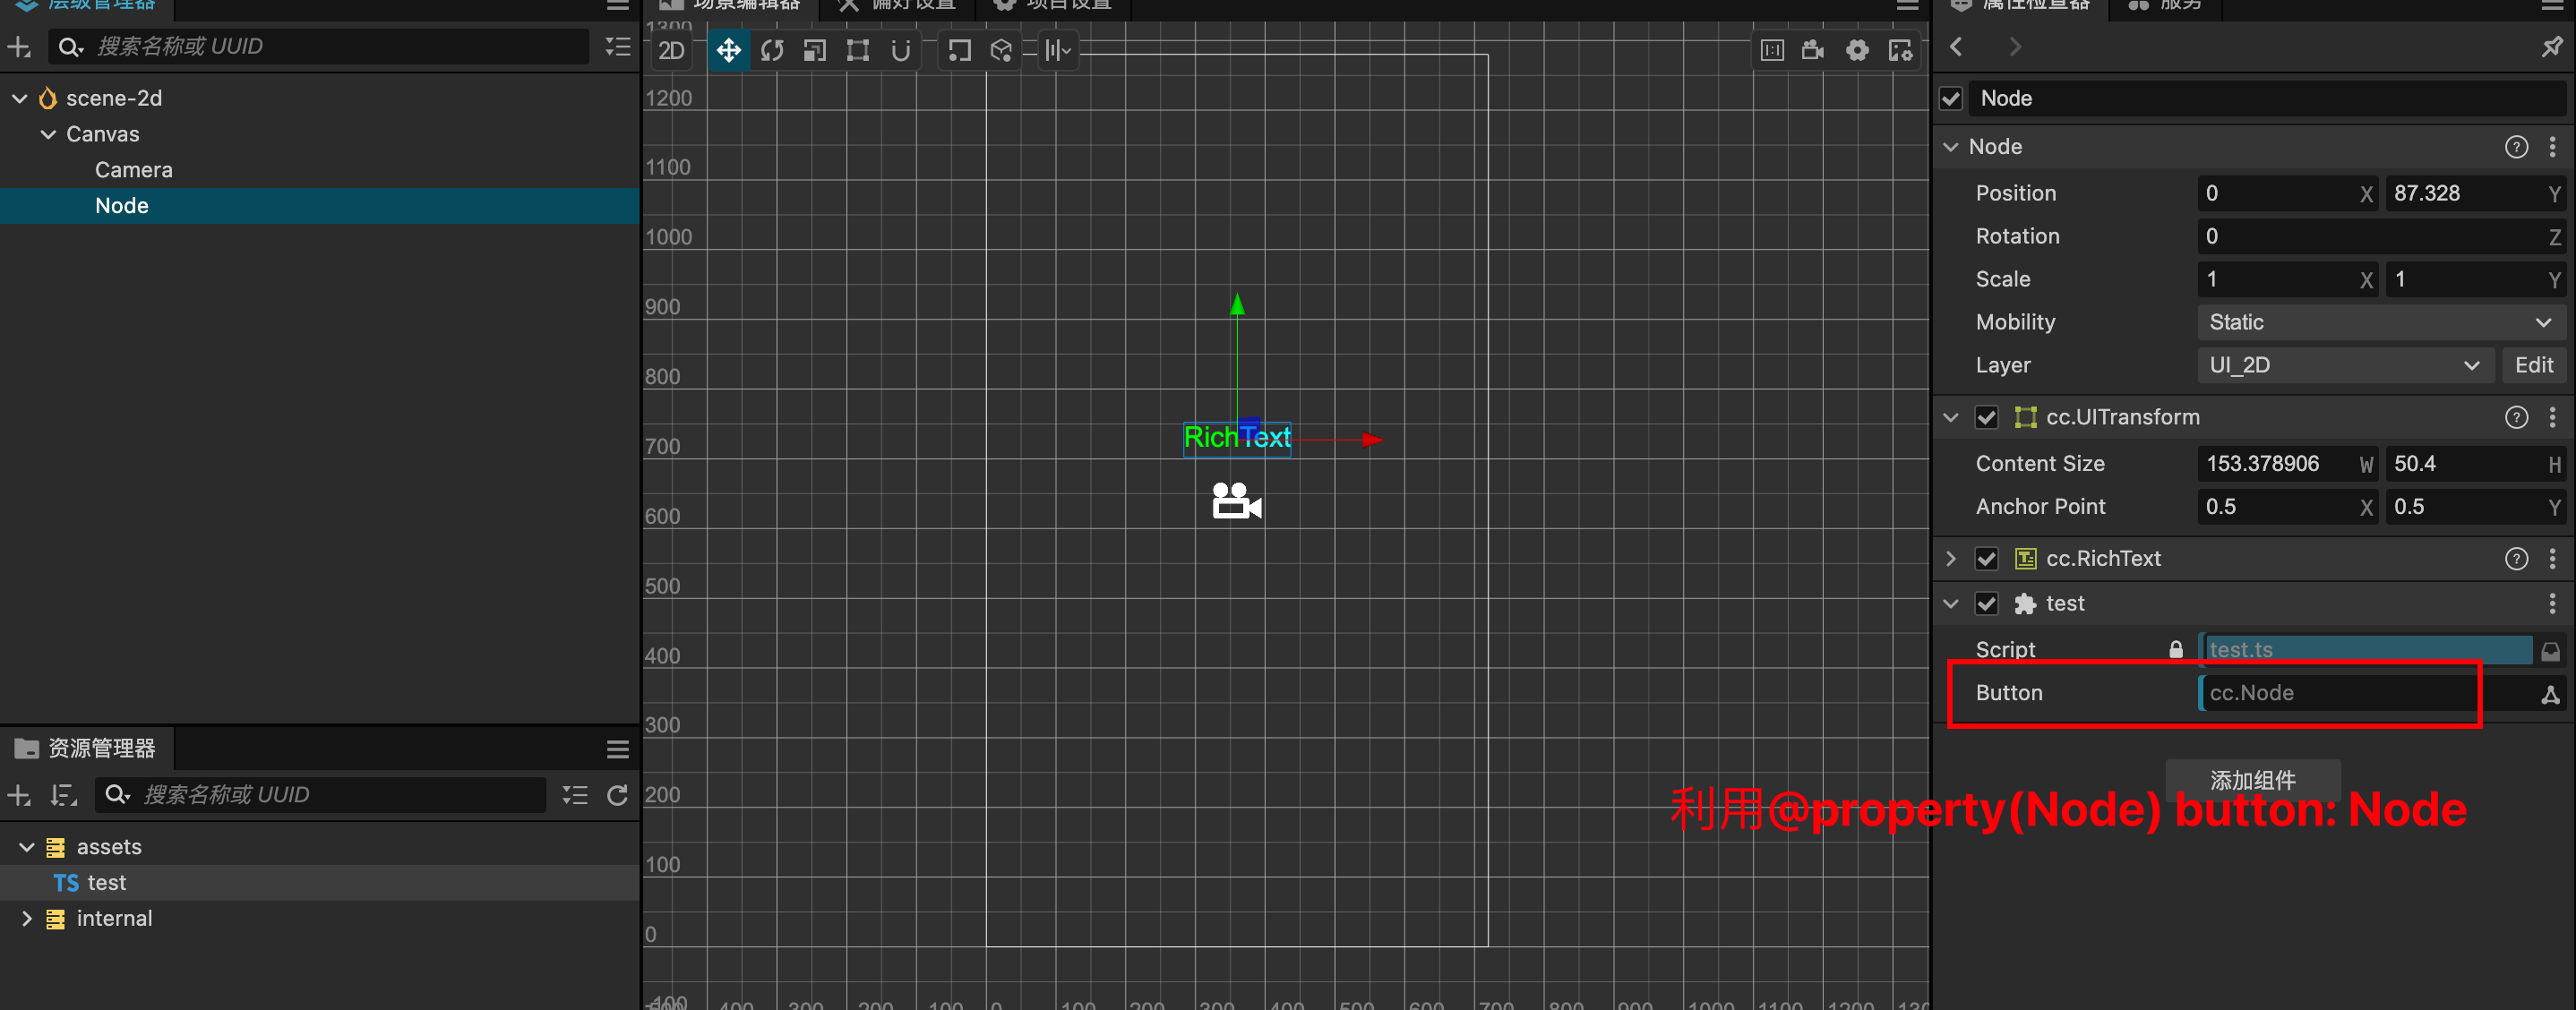 层级管理器
场景编辑器
偏好设置
项目设置
属性检查器
服务
搜索名称或 UUID
scene-2d
Canvas
Camera
Node
资源管理器
搜索名称或 UUID
assets
TS test
internal
2D
1300
1200
1100
1000
900
800
700
600
500
400
300
200
100
0
-100
RichText
400 300 200 100 0 100 200 300 400 500 600 700 800 900 1000 1100 1200
Node
Node
Position 0 X 87.328 Y
Rotation 0 Z
Scale 1 X 1 Y
Mobility Static
Layer UI_2D Edit
cc.UITransform
Content Size 153.378906 W 50.4 H
Anchor Point 0.5 X 0.5 Y
cc.RichText
test
Script test.ts
Button cc.Node
添加组件
利用@property(Node) button: Node